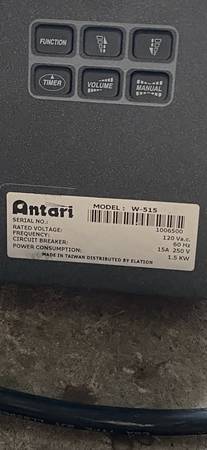 FUNCTION
TIMER
VOLUME
MANUAL
Antari
MODEL : W-515
SERIAL NO.: 1006500
RATED VOLTAGE: 120 Va.c.
FREQUENCY: 60 Hz
CIRCUIT BREAKER: 15A 250 V
POWER CONSUMPTION: 1.5 KW
MADE IN TAIWAN DISTRIBUTED BY ELATION